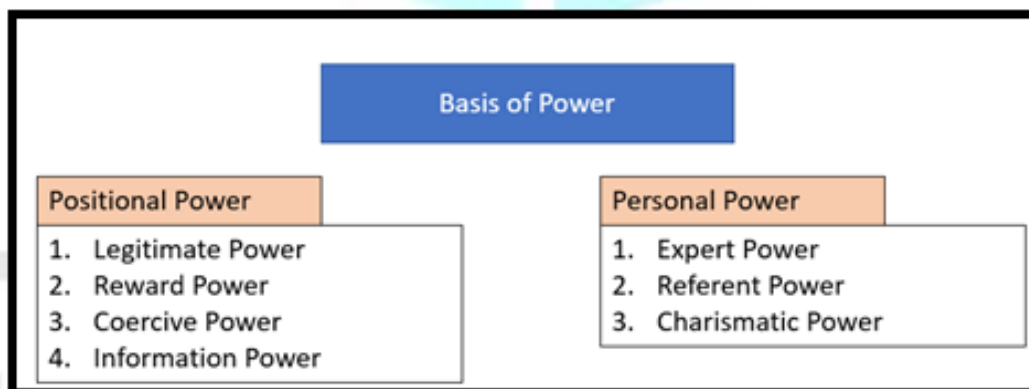 Basis of Power
Positional Power
1. Legitimate Power
2. Reward Power
3. Coercive Power
4. Information Power
Personal Power
1. Expert Power
2. Referent Power
3. Charismatic Power